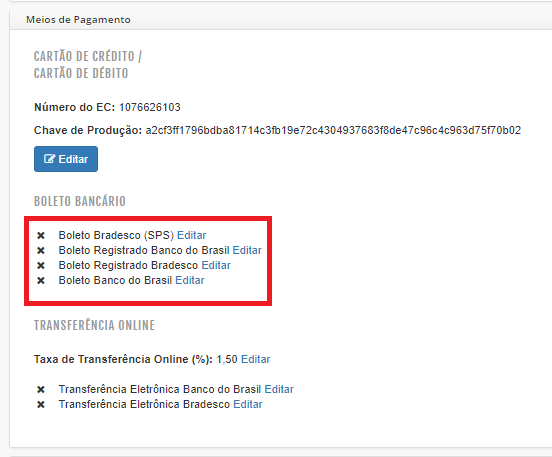 Meios de Pagamento
CARTÃO DE CRÉDITO /
CARTÃO DE DÉBITO
Número do EC: 1076626103
Chave de Produção: a2cf3ff1796bdba81714c3fb19e72c4304937683f8de47c96c4c963d75f70b02
Editar
BOLETO BANCÁRIO
Boleto Bradesco (SPS) Editar
Boleto Registrado Banco do Brasil Editar
Boleto Registrado Bradesco Editar
Boleto Banco do Brasil Editar
TRANSFERÊNCIA ONLINE
Taxa de Transferência Online (%): 1,50 Editar
Transferência Eletrônica Banco do Brasil Editar
Transferência Eletrônica Bradesco Editar